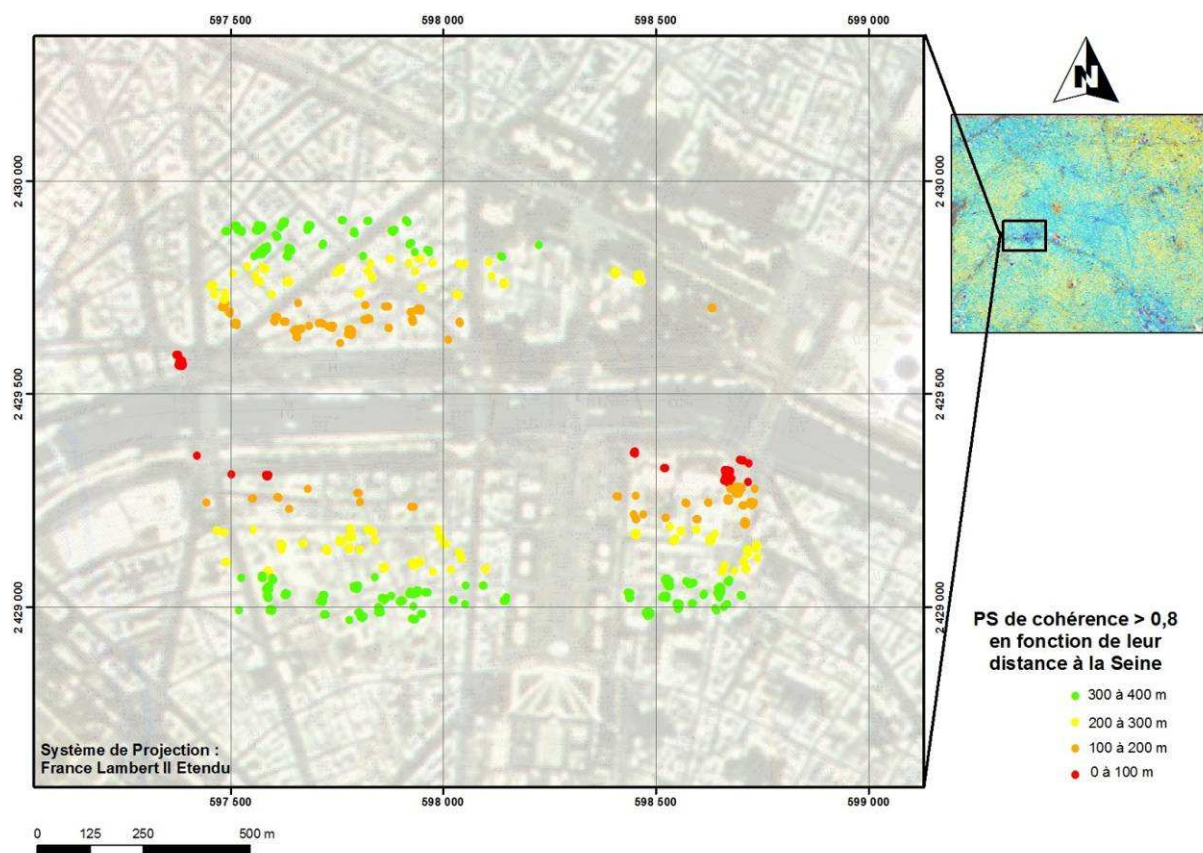 597 500
598 000
598 500
599 000
N
2 430 000
2 430 000
2 429 500
2 429 500
2 429 000
2 429 000
PS de cohérence > 0,8
en fonction de leur
distance à la Seine
300 à 400 m
200 à 300 m
100 à 200 m
0 à 100 m
Système de Projection :
France Lambert II Etendu
597 500
598 000
598 500
599 000
0
125
250
500 m